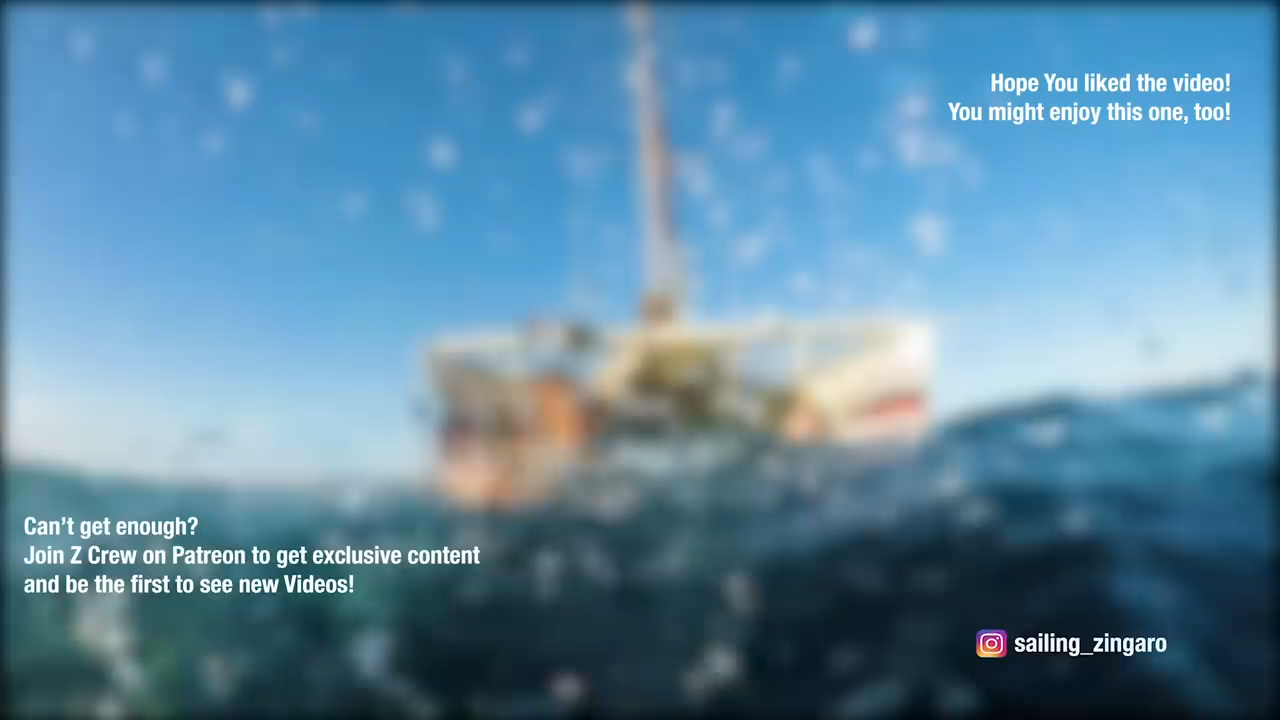 Hope You liked the video!
You might enjoy this one, too!
Can't get enough?
Join Z Crew on Patreon to get exclusive content
and be the first to see new Videos!
sailing_zingaro